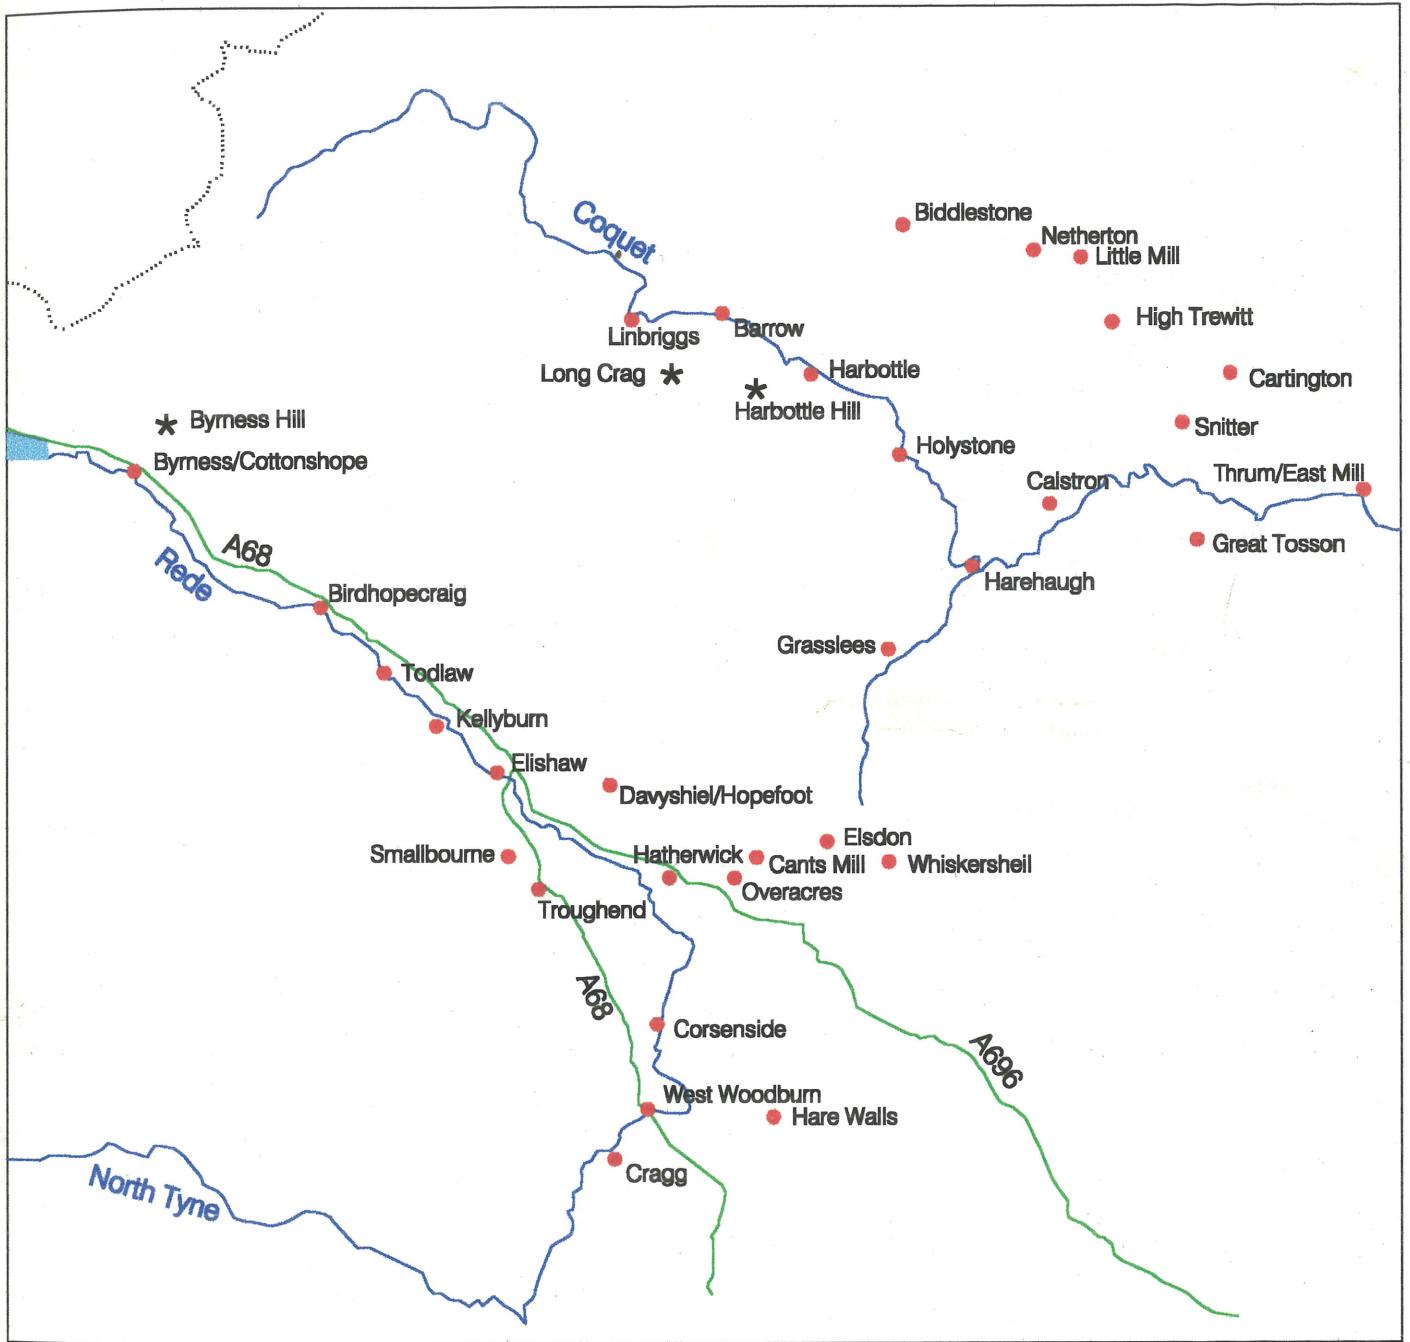 Coquet
Biddlestone
Netherton
Little Mill
High Trewitt
Linbriggs
Barrow
Long Crag
Harbottle
Harbottle Hill
Cartington
Snitter
Byrness Hill
Byrness/Cottonshope
Holystone
Calstron
Thrum/East Mill
A68
Rede
Great Tosson
Harehaugh
Birdhopecraig
Grasslees
Todlaw
Kellyburn
Elishaw
Davyshiel/Hopefoot
Smallbourne
Hatherwick
Elsdon
Cants Mill
Whiskersheil
Overacres
Troughend
A68
Corsenside
A696
West Woodburn
Hare Walls
Cragg
North Tyne